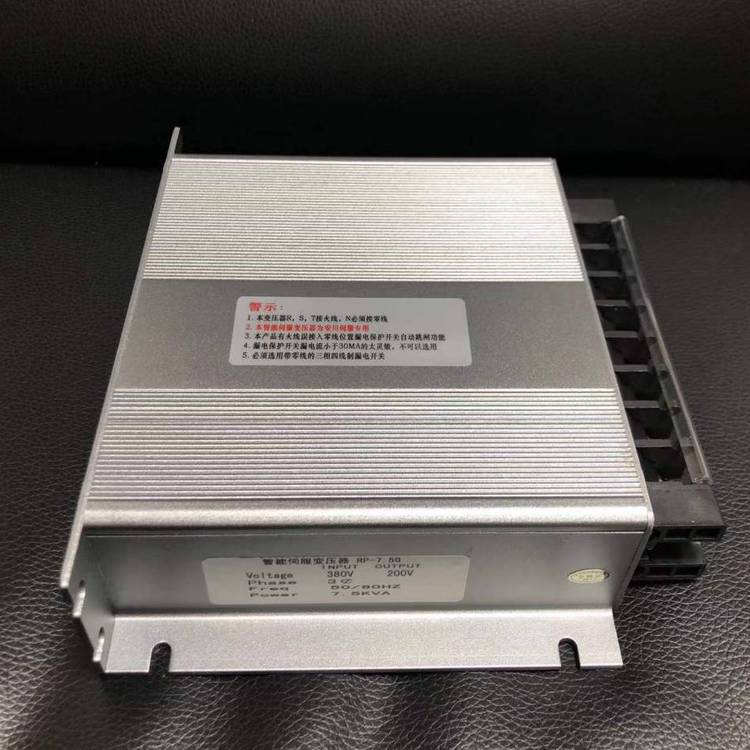 警示：
1. 本变压器R，S，T接火线，N必须接零线
2. 本智能伺服变压器为安川伺服专用
3. 本产品有火线误接入零线位置漏电保护开关自动跳闸功能
4. 漏电保护开关漏电流小于30MA的太灵敏，不可以选用
5. 必须选用带零线的三相四线制漏电开关
智能伺服变压器 RP-7.5G
INPUT OUTPUT
Voltage 380V 200V
Phase 3∅
Freq 50/60HZ
Power 7.5KVA